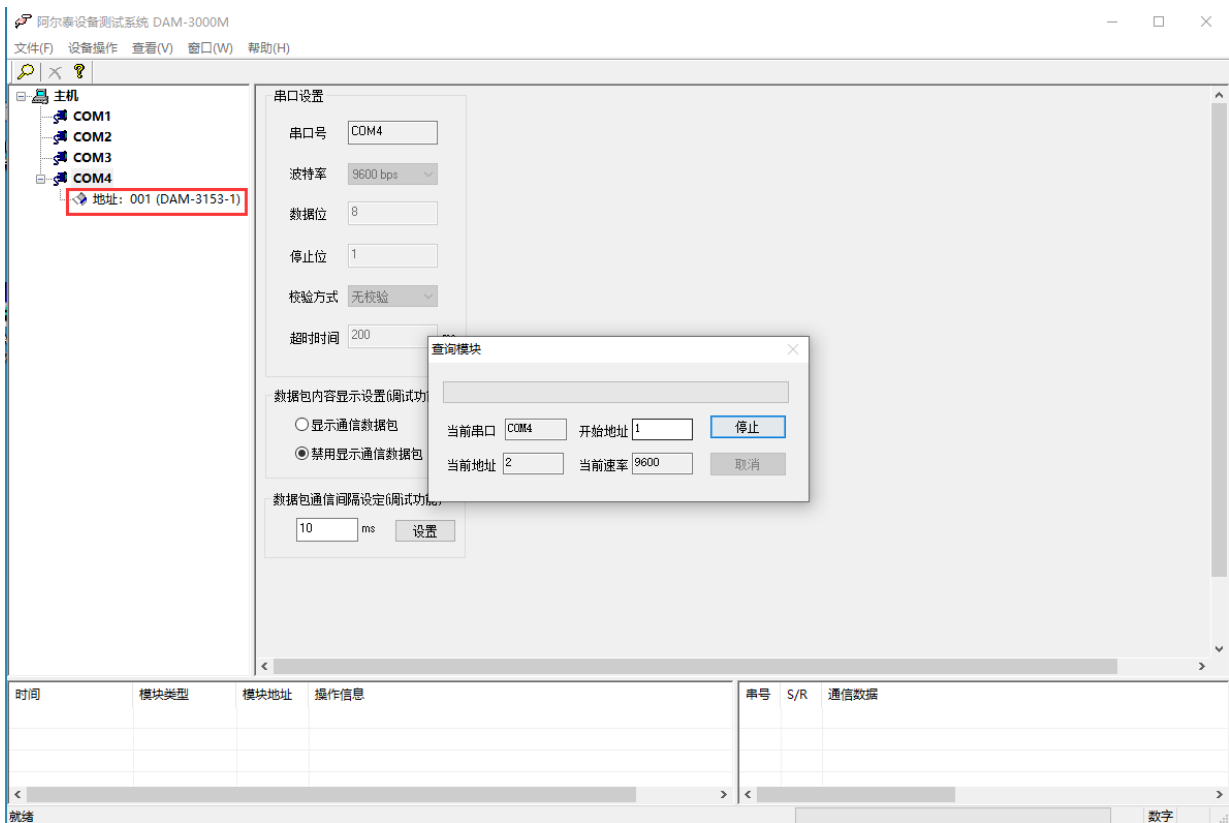 阿尔泰设备测试系统 DAM-3000M
文件(F) 设备操作 查看(V) 窗口(W) 帮助(H)
主机
COM1
COM2
COM3
COM4
地址：001 (DAM-3153-1)
串口设置
串口号 COM4
波特率 9600 bps
数据位 8
停止位 1
校验方式 无校验
超时时间 200
数据包内容显示设置(调试功
显示通信数据包
禁用显示通信数据包
数据包通信间隔设定(调试功能)
10 ms 设置
查询模块
当前串口 COM4 开始地址 1 停止
当前地址 2 当前速率 9600 取消
时间 模块类型 模块地址 操作信息
串号 S/R 通信数据
就绪 数字